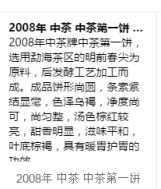 2008年 中茶 中茶第一饼 ...
2008年中茶牌中茶第一饼，
选用勐海茶区的明前春尖为
原料，后发酵工艺加工而
成。成品饼形尚圆，条索紧
结显宽，色泽乌褐，净度尚
可，尚匀整，汤色棕红较
亮，甜香明显，滋味平和，
叶底棕褐，具有暖胃护胃的
功效
2008年 中茶 中茶第一饼